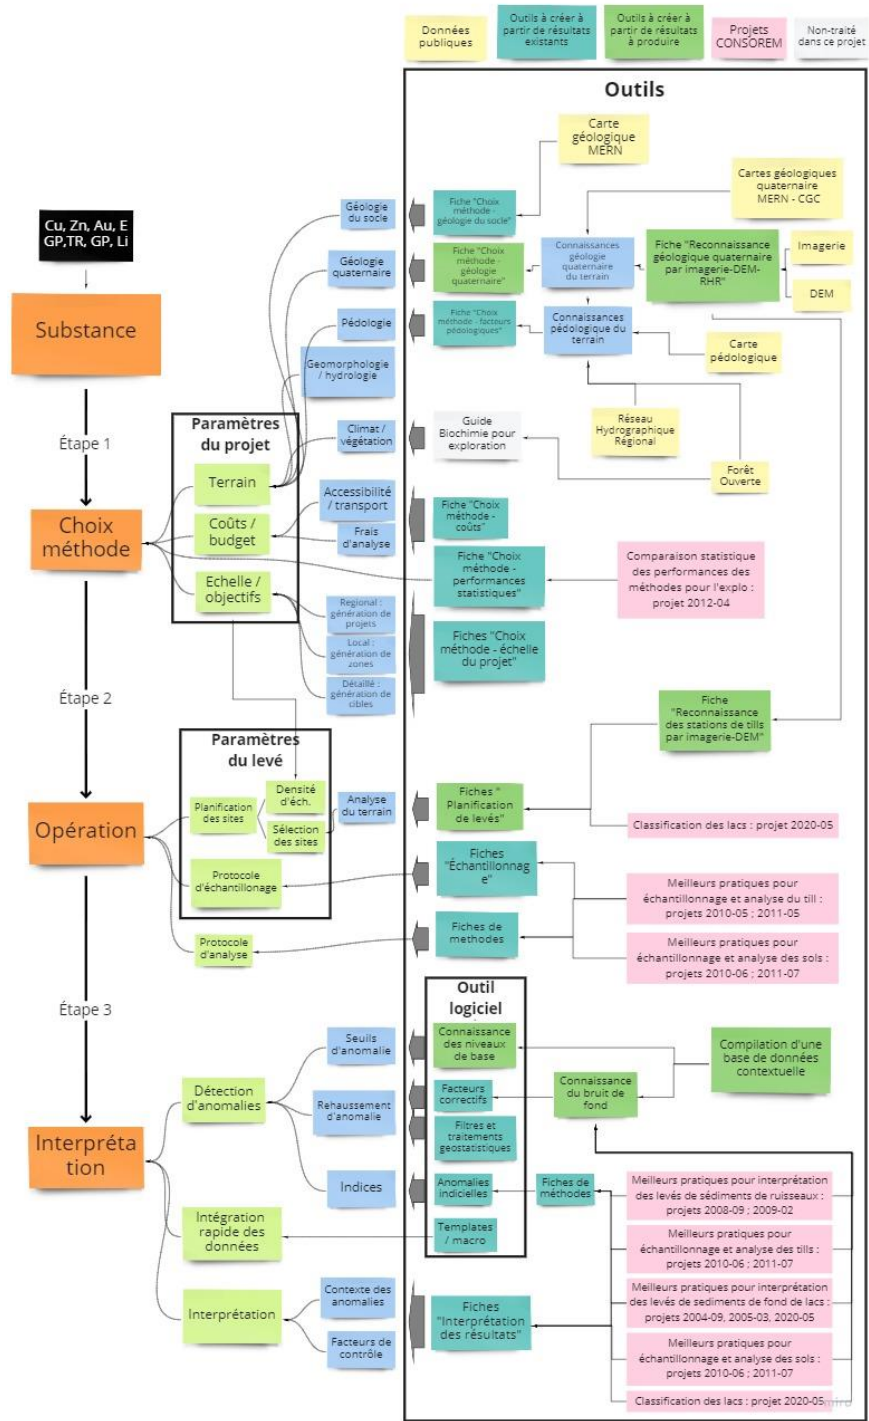 Données
publiques
Outils à créer à
partir de résultats
existants
Outils à créer à
partir de résultats
à produire
Projets
CONSOREM
Non-traité
dans ce projet
Outils
Carte
géologique
MERN
Cartes géologiques
quaternaire
MERN - CGC
Cu, Zn, Au, E
GP,TR, GP, Li
Géologie
du socle
Fiche "Choix
méthode -
géologie du socle"
Géologie
quaternaire
Fiche "Choix
méthode -
géologie
quaternaire"
Connaissances
géologie
quaternaire
du terrain
Fiche "Reconnaissance
géologique quaternaire
par imagerie-DEM-
RHR"
Imagerie
DEM
Substance
Pédologie
Fiche "Choix
méthode - facteurs
pédologiques"
Connaissances
pédologique du
terrain
Carte
pédologique
Geomorphologie
/ hydrologie
Étape 1
Paramètres
du projet
Climat /
végétation
Guide
Biochimie pour
exploration
Réseau
Hydrographique
Régional
Forêt
Ouverte
Terrain
Choix
méthode
Coûts /
budget
Accessibilité
/ transport
Frais
d'analyse
Fiche "Choix
méthode -
coûts"
Fiche "Choix
méthode -
performances
statistiques"
Comparaison statistique
des performances des
méthodes pour l'explo :
projet 2012-04
Echelle /
objectifs
Regional :
génération de
projets
Local :
génération de
zones
Détaillé :
génération de
cibles
Fiches "Choix
méthode - échelle
du projet"
Étape 2
Fiche
"Reconnaissance
des stations de tills
par imagerie-DEM"
Paramètres
du levé
Opération
Planification
des sites
Densité
d'éch.
Sélection
des sites
Analyse
du terrain
Fiches "
Planification
de levés"
Classification des lacs : projet 2020-05
Protocole
d'échantillonage
Fiches
"Échantillonnag
e"
Meilleurs pratiques pour
échantillonnage et analyse du till :
projets 2010-05 ; 2011-05
Protocole
d'analyse
Fiches de
methodes
Meilleurs pratiques pour
échantillonnage et analyse des sols :
projets 2010-06 ; 2011-07
Étape 3
Outil
logiciel
Seuils
d'anomalie
Connaissance
des niveaux
de base
Compilation d'une
base de données
contextuelle
Détection
d'anomalies
Rehaussement
d'anomalie
Facteurs
correctifs
Connaissance
du bruit de
fond
Filtres et
traitements
geostatistiques
Interpréta
tion
Indices
Anomalies
indicielles
Fiches de
méthodes
Meilleurs pratiques pour interprétation
des levés de sédiments de ruisseaux :
projets 2008-09 ; 2009-02
Intégration
rapide des
données
Templates
/ macro
Meilleurs pratiques pour
échantillonnage et analyse des tills :
projets 2010-06 ; 2011-07
Interprétation
Contexte des
anomalies
Facteurs de
contrôle
Fiches
"Interprétation
des résultats"
Meilleurs pratiques pour interprétation
des levés de sediments de fond de lacs :
projets 2004-09, 2005-03, 2020-05
Meilleurs pratiques pour
échantillonnage et analyse des sols :
projets 2010-06 ; 2011-07
Classification des lacs : projet 2020-05
miro